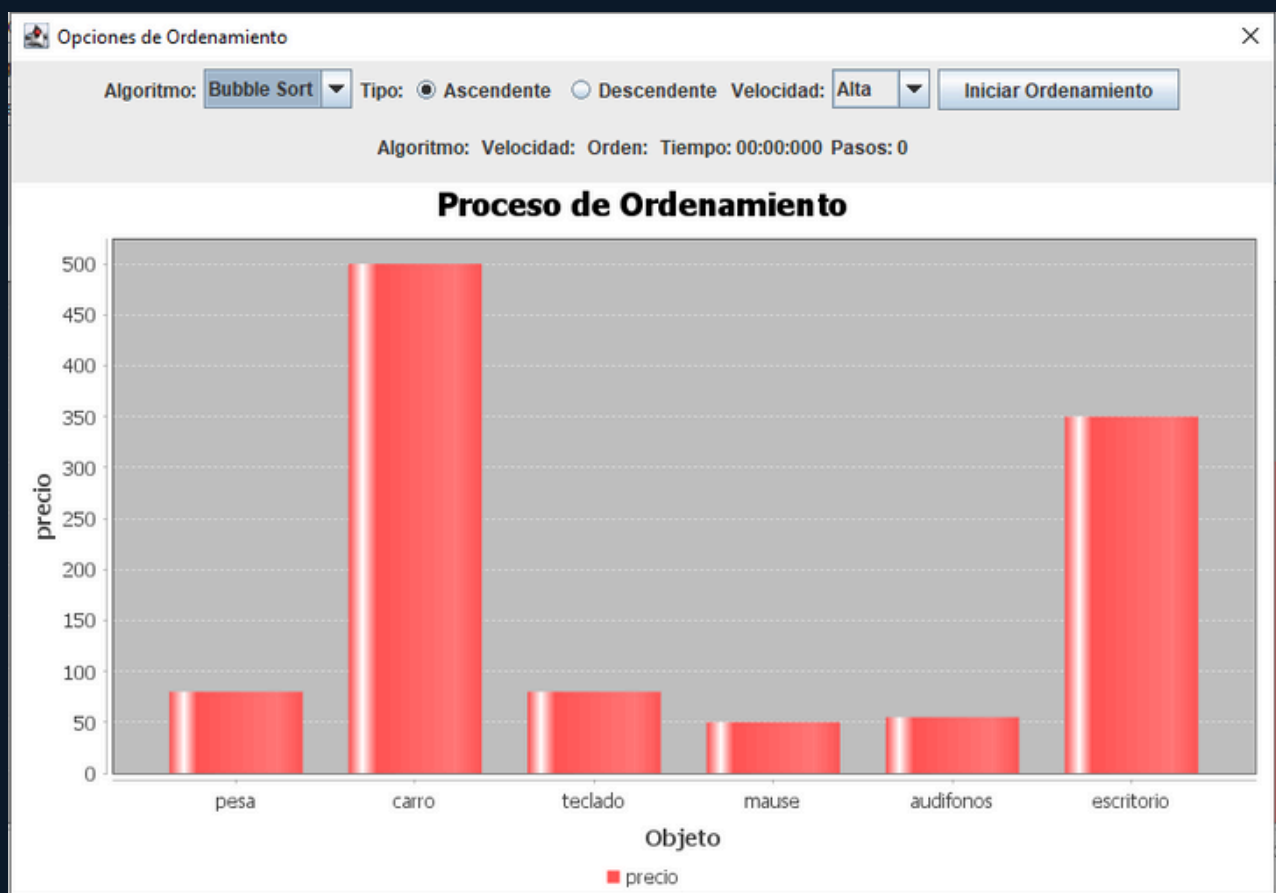 Opciones de Ordenamiento
Algoritmo: Bubble Sort Tipo: Ascendente Descendente Velocidad: Alta Iniciar Ordenamiento
Algoritmo: Velocidad: Orden: Tiempo: 00:00:000 Pasos: 0
Proceso de Ordenamiento
500
450
400
350
300
250
200
150
100
50
0
precio
pesa carro teclado mause audifonos escritorio
Objeto
precio